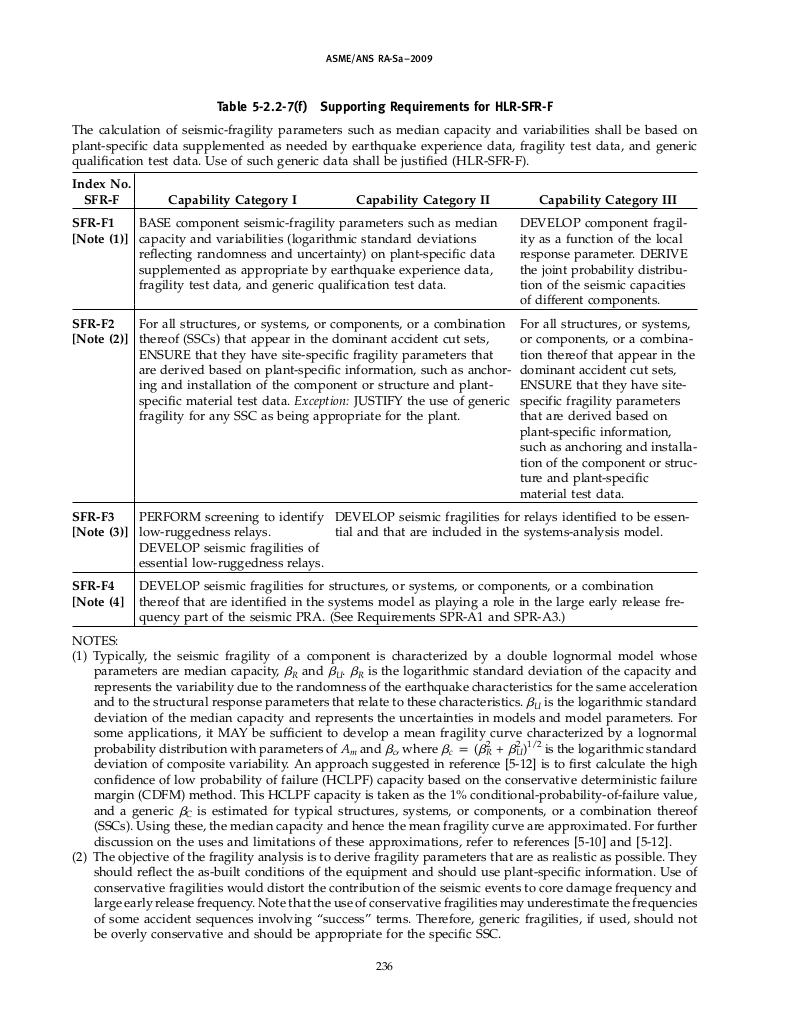 ASME/ANS RA-Sa–2009
Table 5-2.2-7(f) Supporting Requirements for HLR-SFR-F
The calculation of seismic-fragility parameters such as median capacity and variabilities shall be based on
plant-specific data supplemented as needed by earthquake experience data, fragility test data, and generic
qualification test data. Use of such generic data shall be justified (HLR-SFR-F).
Index No.
SFR-F
Capability Category I
Capability Category II
Capability Category III
SFR-F1
[Note (1)]
BASE component seismic-fragility parameters such as median
capacity and variabilities (logarithmic standard deviations
reflecting randomness and uncertainty) on plant-specific data
supplemented as appropriate by earthquake experience data,
fragility test data, and generic qualification test data.
DEVELOP component fragil-
ity as a function of the local
response parameter. DERIVE
the joint probability distribu-
tion of the seismic capacities
of different components.
SFR-F2
[Note (2)]
For all structures, or systems, or components, or a combination
thereof (SSCs) that appear in the dominant accident cut sets,
ENSURE that they have site-specific fragility parameters that
are derived based on plant-specific information, such as anchor-
ing and installation of the component or structure and plant-
specific material test data. Exception: JUSTIFY the use of generic
fragility for any SSC as being appropriate for the plant.
For all structures, or systems,
or components, or a combina-
tion thereof that appear in the
dominant accident cut sets,
ENSURE that they have site-
specific fragility parameters
that are derived based on
plant-specific information,
such as anchoring and installa-
tion of the component or struc-
ture and plant-specific
material test data.
SFR-F3
[Note (3)]
PERFORM screening to identify
low-ruggedness relays.
DEVELOP seismic fragilities of
essential low-ruggedness relays.
DEVELOP seismic fragilities for relays identified to be essen-
tial and that are included in the systems-analysis model.
SFR-F4
[Note (4]
DEVELOP seismic fragilities for structures, or systems, or components, or a combination
thereof that are identified in the systems model as playing a role in the large early release fre-
quency part of the seismic PRA. (See Requirements SPR-A1 and SPR-A3.)
NOTES:
(1) Typically, the seismic fragility of a component is characterized by a double lognormal model whose
parameters are median capacity, βR and βU. βR is the logarithmic standard deviation of the capacity and
represents the variability due to the randomness of the earthquake characteristics for the same acceleration
and to the structural response parameters that relate to these characteristics. βU is the logarithmic standard
deviation of the median capacity and represents the uncertainties in models and model parameters. For
some applications, it MAY be sufficient to develop a mean fragility curve characterized by a lognormal
probability distribution with parameters of Am and βc, where βc = (β²R + β²U)^1/2 is the logarithmic standard
deviation of composite variability. An approach suggested in reference [5-12] is to first calculate the high
confidence of low probability of failure (HCLPF) capacity based on the conservative deterministic failure
margin (CDFM) method. This HCLPF capacity is taken as the 1% conditional-probability-of-failure value,
and a generic βC is estimated for typical structures, systems, or components, or a combination thereof
(SSCs). Using these, the median capacity and hence the mean fragility curve are approximated. For further
discussion on the uses and limitations of these approximations, refer to references [5-10] and [5-12].
(2) The objective of the fragility analysis is to derive fragility parameters that are as realistic as possible. They
should reflect the as-built conditions of the equipment and should use plant-specific information. Use of
conservative fragilities would distort the contribution of the seismic events to core damage frequency and
large early release frequency. Note that the use of conservative fragilities may underestimate the frequencies
of some accident sequences involving “success” terms. Therefore, generic fragilities, if used, should not
be overly conservative and should be appropriate for the specific SSC.
236